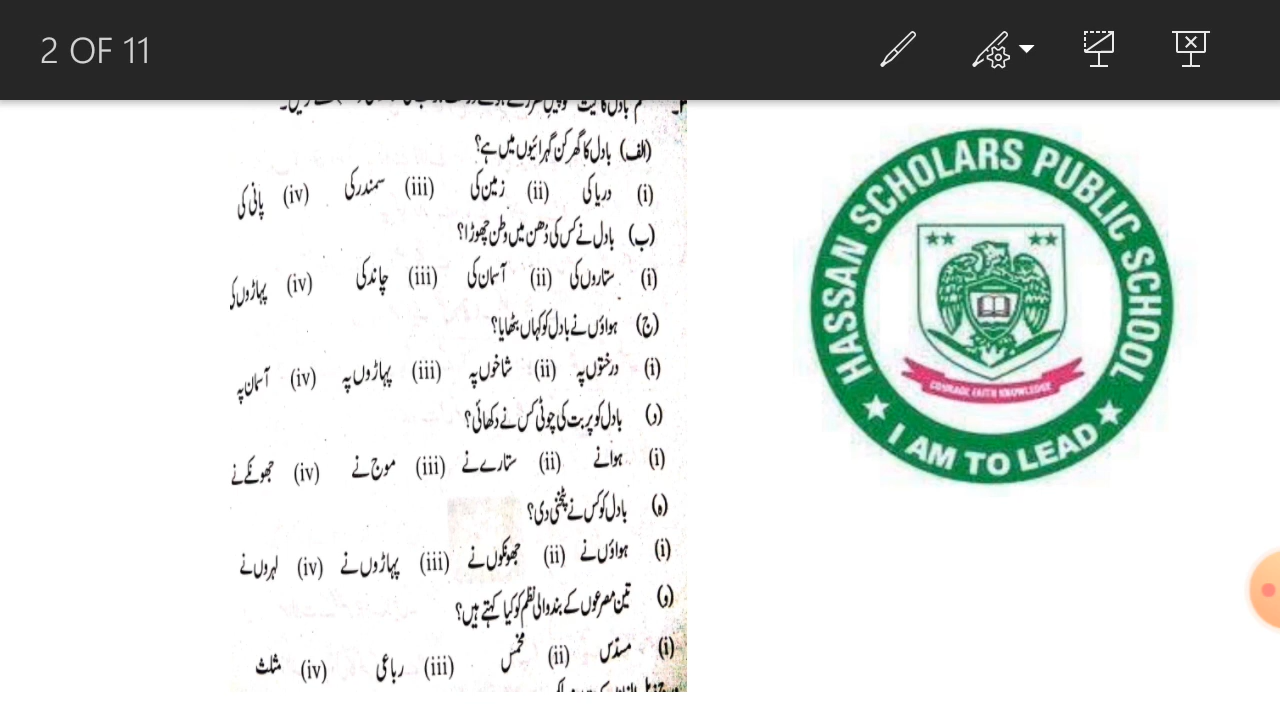 2 OF 11
(الف) بادل کا گھر کن گہرائیوں میں ہے؟
(i) دریا کی (ii) زمین کی (iii) سمندر کی (iv) پانی کی
(ب) بادل نے کس کی دُھن میں وطن چھوڑا؟
(i) ستاروں کی (ii) آسمان کی (iii) چاند کی (iv) پہاڑوں کی
(ج) ہواؤں نے بادل کو کہاں بٹھایا؟
(i) درختوں پہ (ii) شاخوں پہ (iii) پہاڑوں پہ (iv) آسمان پہ
(د) بادل کو پربت کی چوٹی کس نے دکھائی؟
(i) ہوا نے (ii) ستارے نے (iii) موج نے (iv) جھونکے نے
(ہ) بادل کو کس نے پٹخنی دی؟
(i) ہواؤں نے (ii) جھونکوں نے (iii) پہاڑوں نے (iv) لہروں نے
(و) تین مصرعوں کے بند والی نظم کو کیا کہتے ہیں؟
(i) مسدّس (ii) مخمّس (iii) رباعی (iv) مثلث
HASSAN SCHOLARS PUBLIC SCHOOL
COURAGE FAITH KNOWLEDGE
I AM TO LEAD